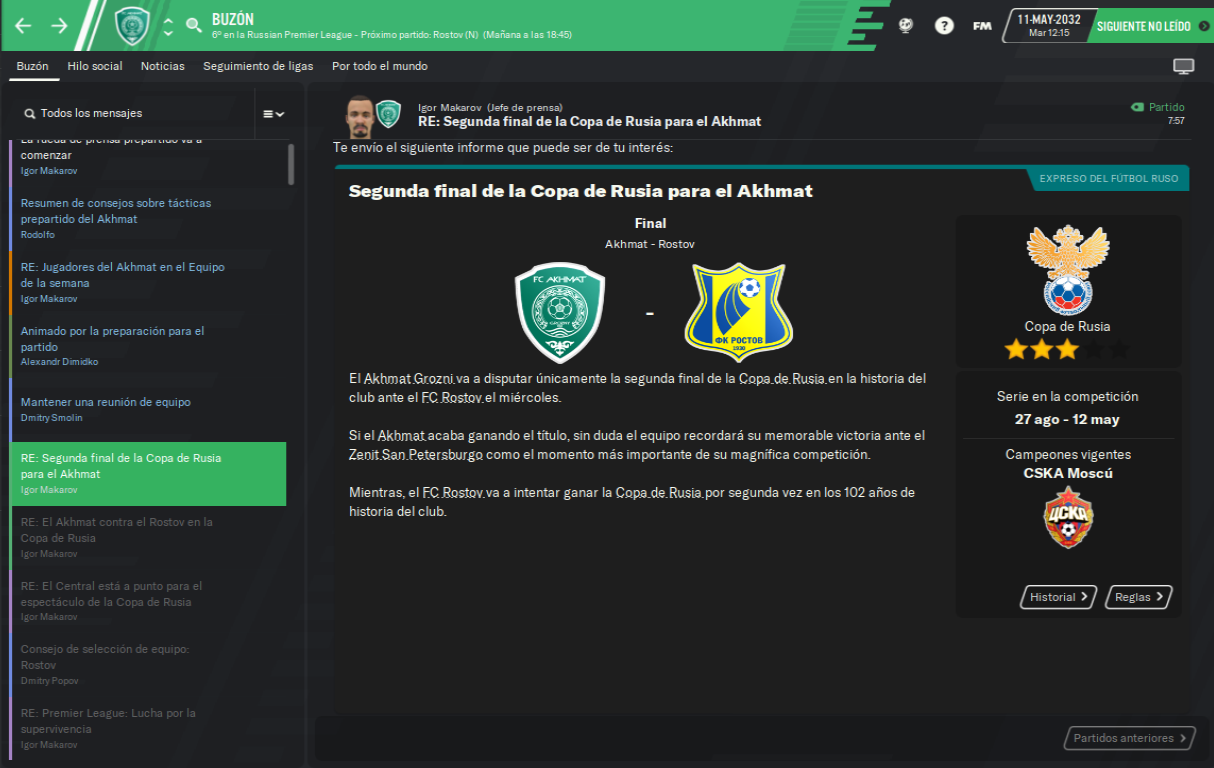 BUZÓN
6º en la Russian Premier League - Próximo partido: Rostov (N) (Mañana a las 18:45)
?
FM
11-MAY-2032
Mar 12:15
SIGUIENTE NO LEÍDO
Buzón
Hilo social
Noticias
Seguimiento de ligas
Por todo el mundo
Todos los mensajes
La rueda de prensa prepartido va a
comenzar
Igor Makarov
Resumen de consejos sobre tácticas
prepartido del Akhmat
Rodolfo
RE: Jugadores del Akhmat en el Equipo
de la semana
Igor Makarov
Animado por la preparación para el
partido
Alexandr Dimidko
Mantener una reunión de equipo
Dmitry Smolin
RE: Segunda final de la Copa de Rusia
para el Akhmat
Igor Makarov
RE: El Akhmat contra el Rostov en la
Copa de Rusia
Igor Makarov
RE: El Central está a punto para el
espectáculo de la Copa de Rusia
Igor Makarov
Consejo de selección de equipo:
Rostov
Dmitry Popov
RE: Premier League: Lucha por la
supervivencia
Igor Makarov
Igor Makarov (Jefe de prensa)
RE: Segunda final de la Copa de Rusia para el Akhmat
Partido
7:57
Te envío el siguiente informe que puede ser de tu interés:
EXPRESO DEL FÚTBOL RUSO
Segunda final de la Copa de Rusia para el Akhmat
Final
Akhmat - Rostov
FC AKHMAT
-
ФК РОСТОВ
1930
El Akhmat Grozni va a disputar únicamente la segunda final de la Copa de Rusia en la historia del
club ante el FC Rostov el miércoles.
Si el Akhmat acaba ganando el título, sin duda el equipo recordará su memorable victoria ante el
Zenit San Petersburgo como el momento más importante de su magnífica competición.
Mientras, el FC Rostov va a intentar ganar la Copa de Rusia por segunda vez en los 102 años de
historia del club.
Copa de Rusia
Serie en la competición
27 ago - 12 may
Campeones vigentes
CSKA Moscú
ЦСКА
Historial
Reglas
Partidos anteriores